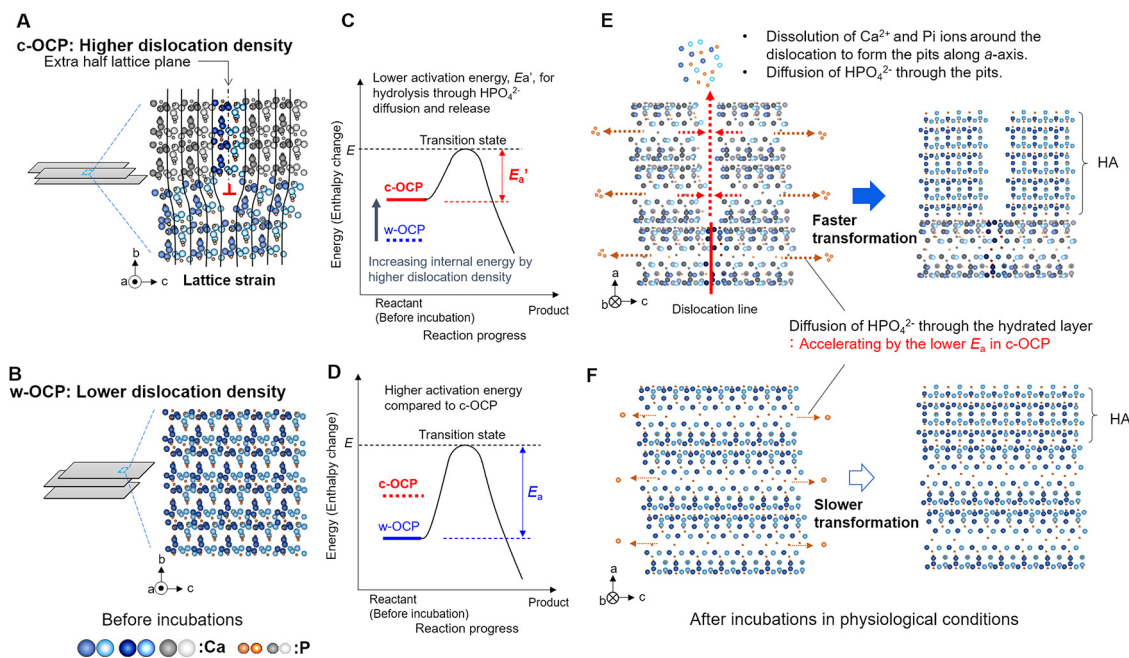 A
c-OCP: Higher dislocation density
Extra half lattice plane
b
a
c
Lattice strain
B
w-OCP: Lower dislocation density
b
a
c
Before incubations
:Ca
:P
C
Lower activation energy, Ea', for
hydrolysis through HPO₄²⁻
diffusion and release
Transition state
E
Ea'
c-OCP
w-OCP
Increasing internal energy by
higher dislocation density
Energy (Enthalpy change)
Reactant
(Before incubation)
Product
Reaction progress
D
Higher activation energy
compared to c-OCP
Transition state
E
Ea
c-OCP
w-OCP
Energy (Enthalpy change)
Reactant
(Before incubation)
Product
Reaction progress
E
• Dissolution of Ca²⁺ and Pi ions around the
dislocation to form the pits along a-axis.
• Diffusion of HPO₄²⁻ through the pits.
HA
Faster
transformation
a
b
c
Dislocation line
Diffusion of HPO₄²⁻ through the hydrated layer
: Accelerating by the lower Ea in c-OCP
F
HA
Slower
transformation
a
b
c
After incubations in physiological conditions